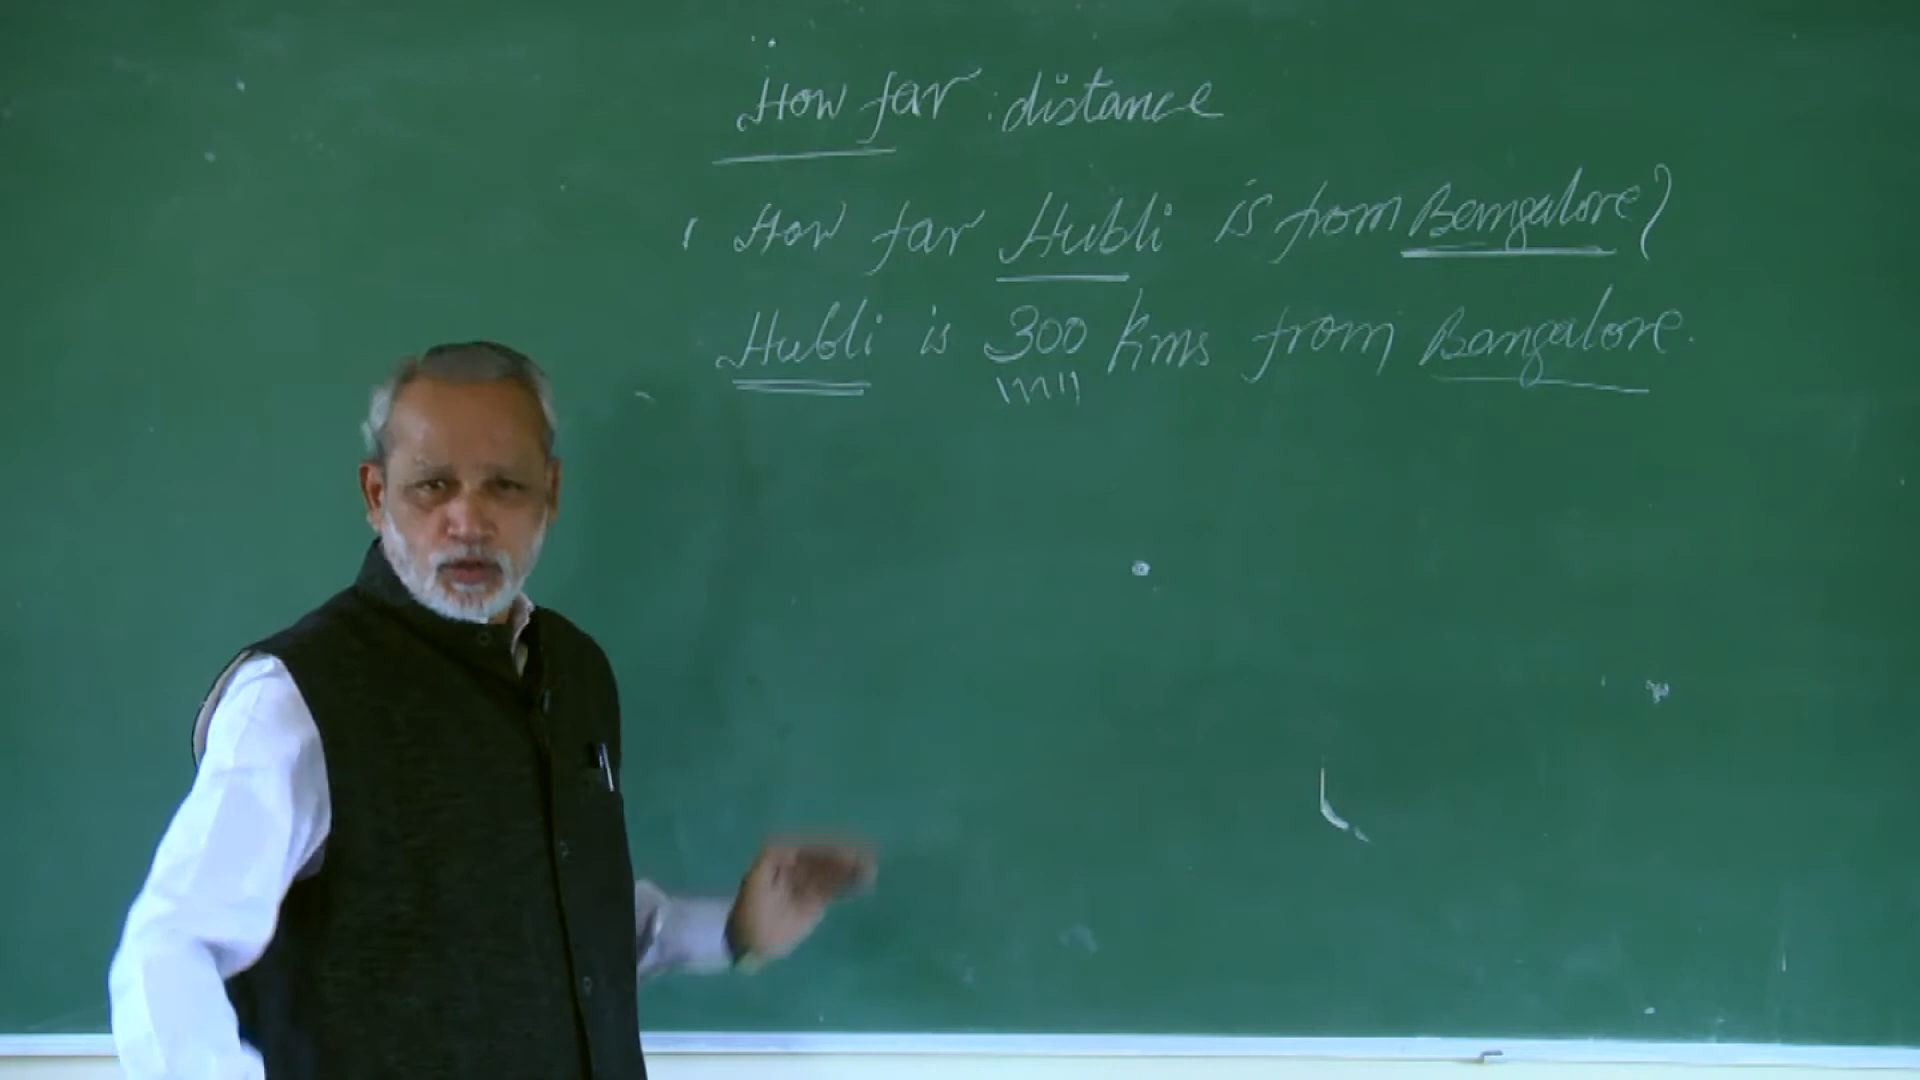 How far : distance
1 How far Hubli is from Bangalore?
Hubli is 300 kms from Bangalore.